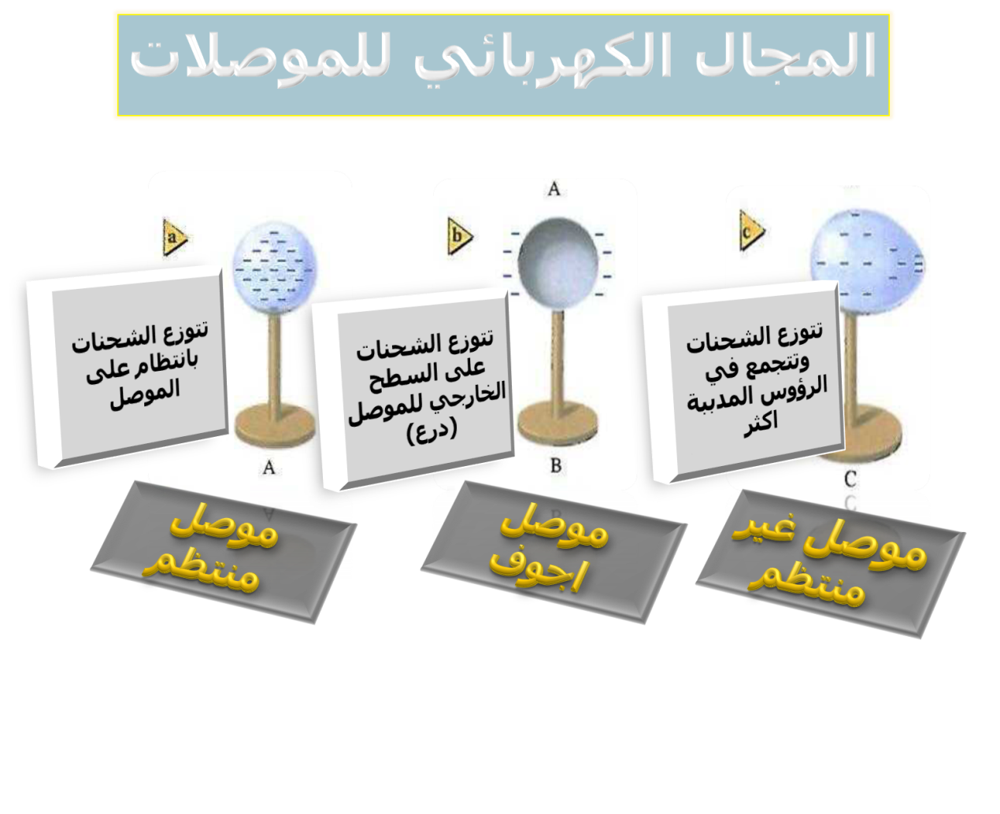 المجال الكهربائي للموصلات
A
a
b
c
تتوزع الشحنات
بانتظام على
الموصل
تتوزع الشحنات
على السطح
الخارجي للموصل
(درع)
تتوزع الشحنات
وتتجمع في
الرؤوس المدببة
اكثر
A
B
C
موصل
منتظم
موصل
اجوف
موصل غير
منتظم